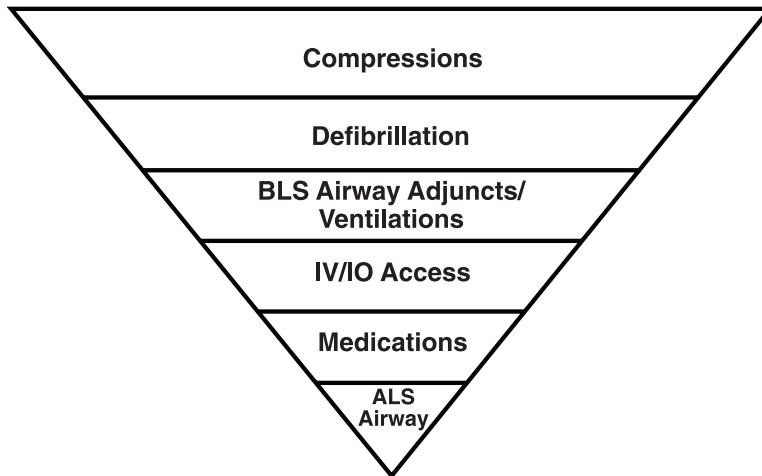 Compressions
Defibrillation
BLS Airway Adjuncts/
Ventilations
IV/IO Access
Medications
ALS
Airway